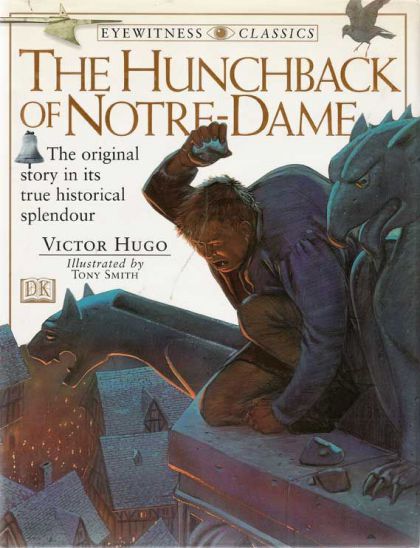 EYEWITNESS CLASSICS
THE HUNCHBACK
OF NOTRE-DAME
The original
story in its
true historical
splendour
VICTOR HUGO
Illustrated by
TONY SMITH
DK